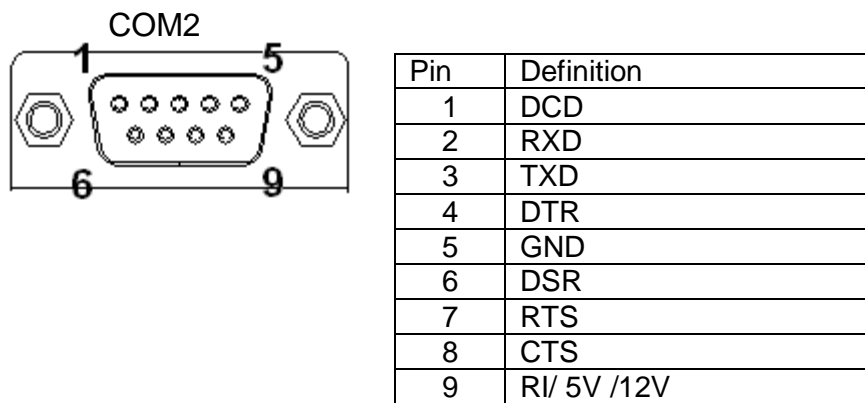 COM2
1 5
6 9
Pin Definition
1 DCD
2 RXD
3 TXD
4 DTR
5 GND
6 DSR
7 RTS
8 CTS
9 RI/ 5V /12V